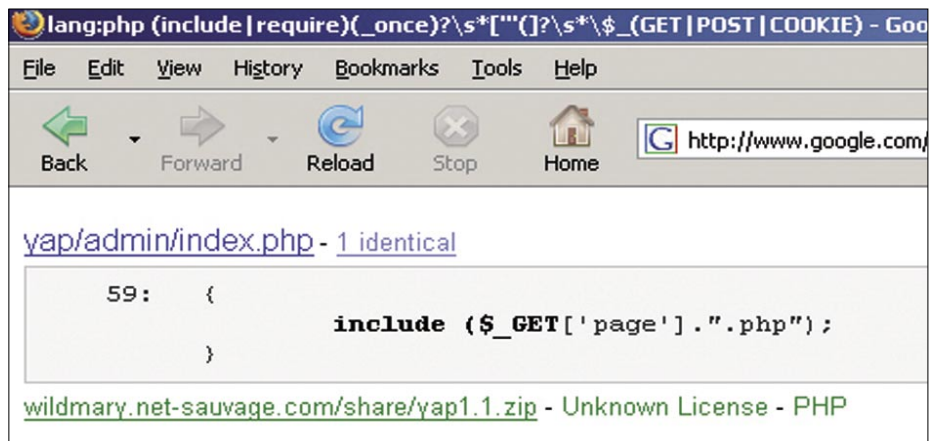 lang:php (include|require)(_once)?\s*["'(]?\s*\$_(GET|POST|COOKIE) - Goo
File Edit View History Bookmarks Tools Help
Back Forward Reload Stop Home G http://www.google.com/
yap/admin/index.php - 1 identical
59: {
include ($_GET['page'].".php");
}
wildmary.net-sauvage.com/share/yap1.1.zip - Unknown License - PHP